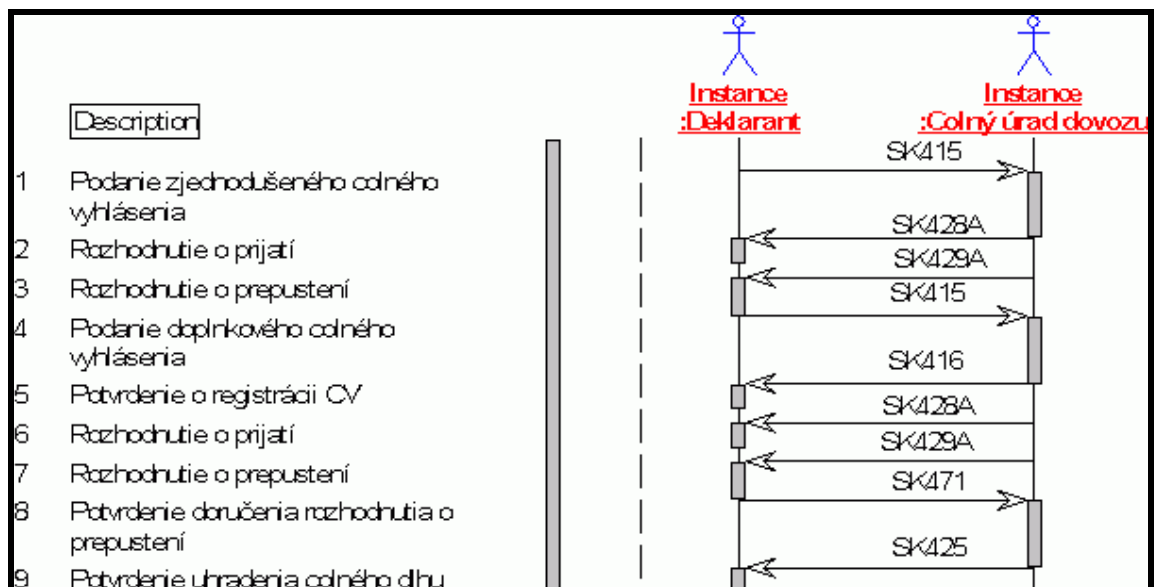 Instance
:Deklarant
Instance
:Colný úrad dovozu
Description
SK415
1 Podanie zjednodušeného colného
vyhlásenia
SK428A
2 Rozhodnutie o prijatí
SK429A
3 Rozhodnutie o prepustení
SK415
4 Podanie doplnkového colného
vyhlásenia
SK416
5 Potvrdenie o registrácii CV
SK428A
6 Rozhodnutie o prijatí
SK429A
7 Rozhodnutie o prepustení
SK471
8 Potvrdenie doručenia rozhodnutia o
prepustení
SK425
9 Potvrdenie uhradenia colného dlhu